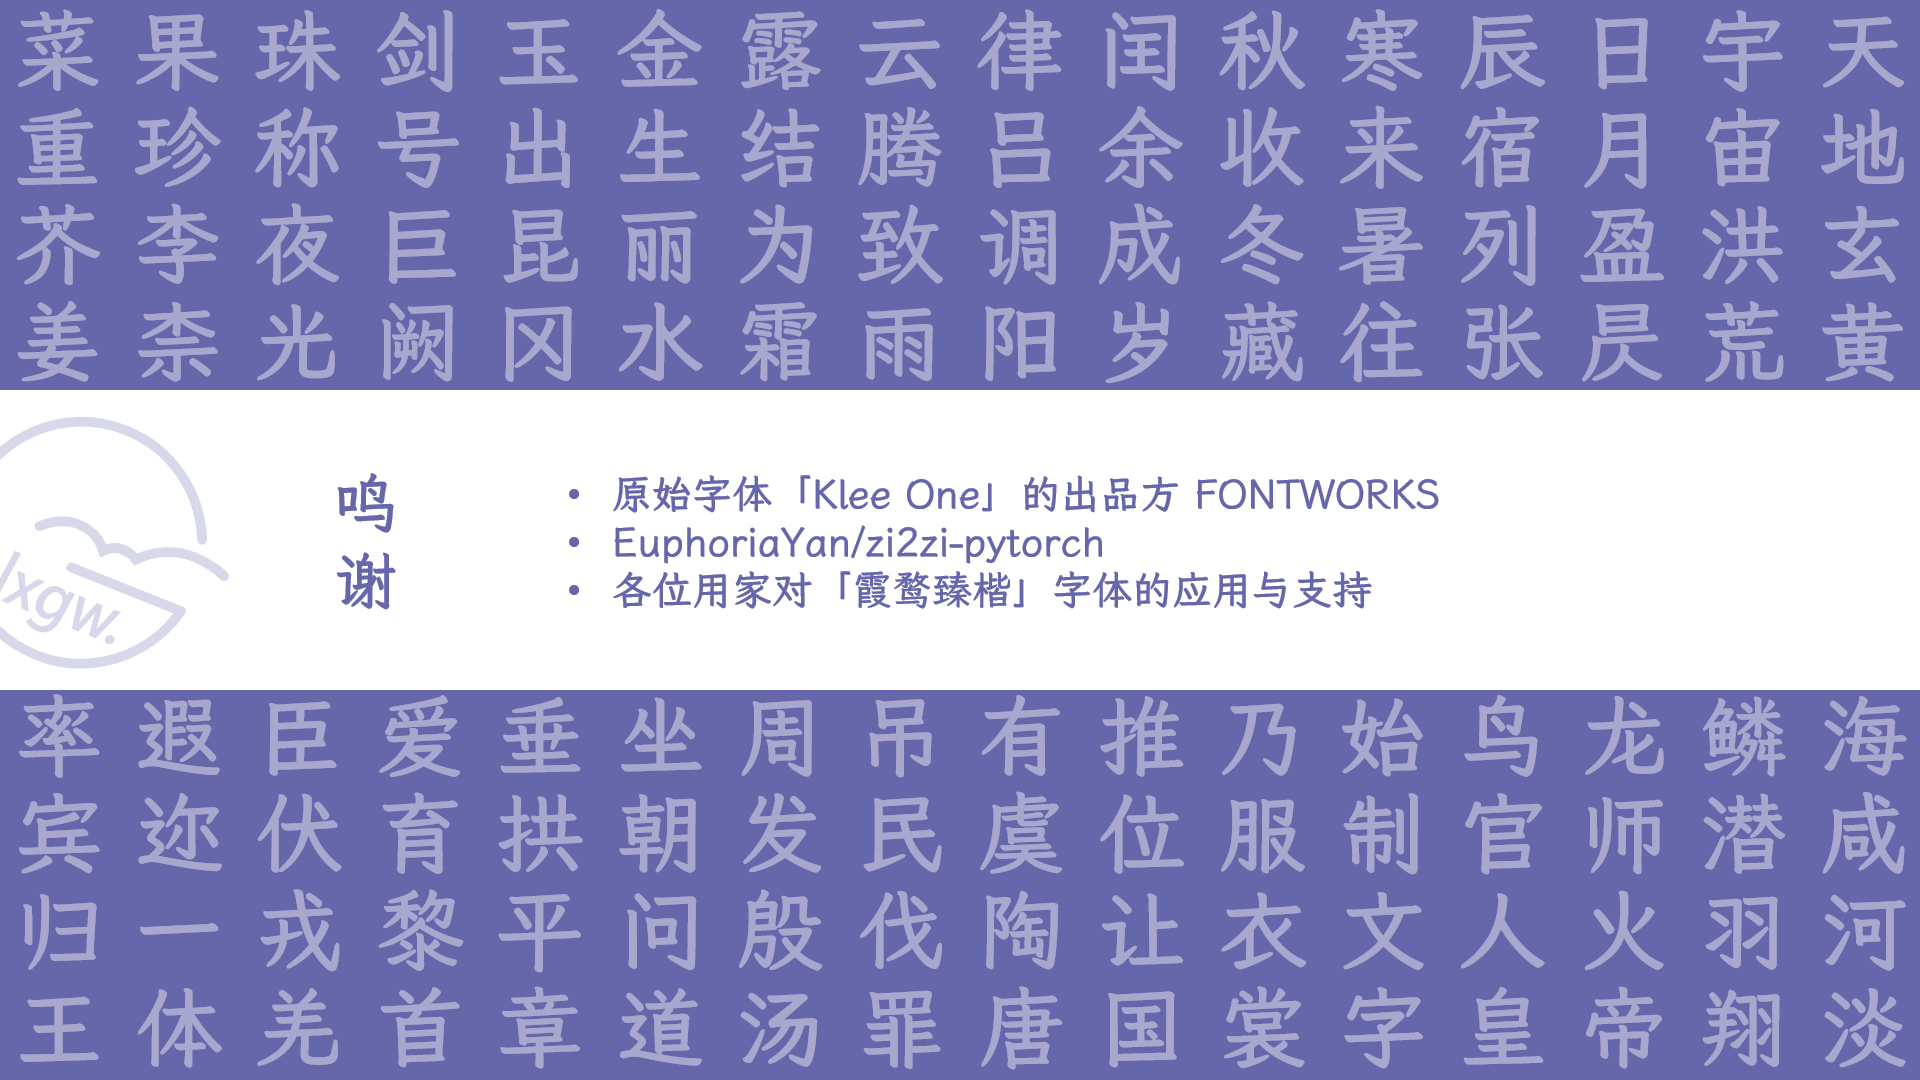 天地玄黄
宇宙洪荒
日月盈昃
辰宿列张
寒来暑往
秋收冬藏
闰余成岁
律吕调阳
云腾致雨
露结为霜
金生丽水
玉出昆冈
剑号巨阙
珠称夜光
果珍李柰
菜重芥姜
lxgw.
鸣谢
• 原始字体「Klee One」的出品方 FONTWORKS
• EuphoriaYan/zi2zi-pytorch
• 各位用家对「霞鹜臻楷」字体的应用与支持
海咸河淡
鳞潜羽翔
龙师火帝
鸟官人皇
始制文字
乃服衣裳
推位让国
有虞陶唐
吊民伐罪
周发殷汤
坐朝问道
垂拱平章
爱育黎首
臣伏戎羌
遐迩一体
率宾归王